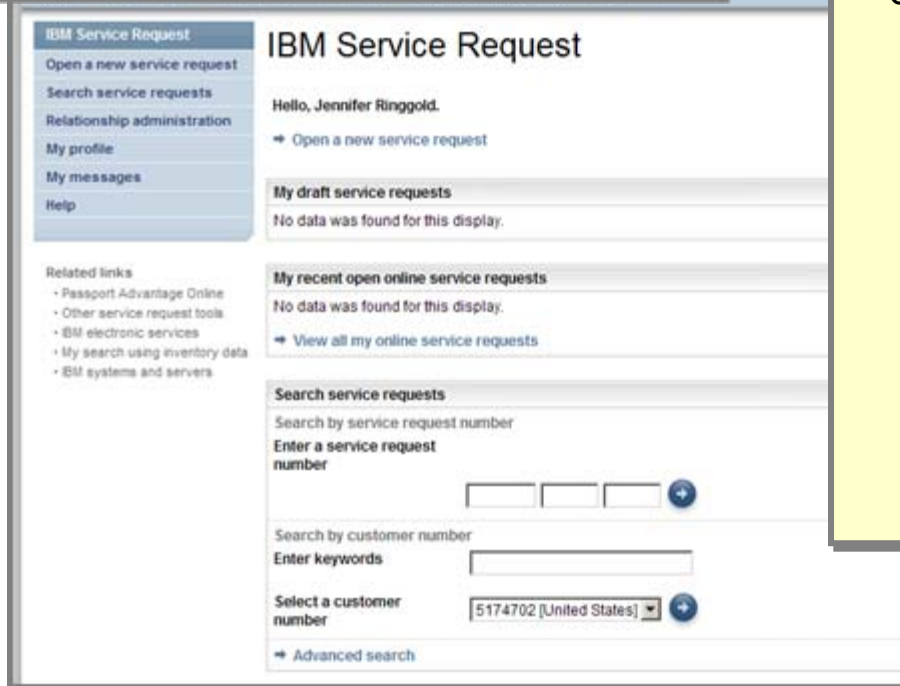 IBM Service Request
Open a new service request
Search service requests
Relationship administration
My profile
My messages
Help
Related links
• Passport Advantage Online
• Other service request tools
• IBM electronic services
• My search using inventory data
• IBM systems and servers
IBM Service Request
Hello, Jennifer Ringgold.
Open a new service request
My draft service requests
No data was found for this display.
My recent open online service requests
No data was found for this display.
View all my online service requests
Search service requests
Search by service request number
Enter a service request
number
Search by customer number
Enter keywords
Select a customer
number
5174702 [United States]
Advanced search